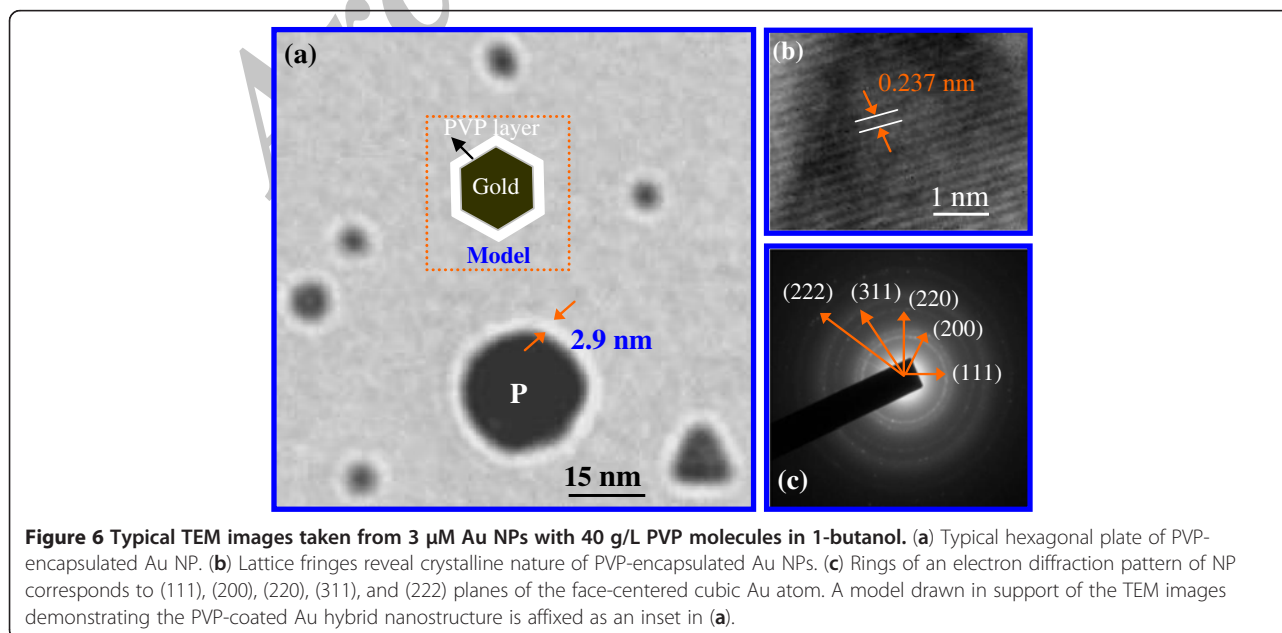 (a)
PVP layer
Gold
Model
2.9 nm
P
15 nm
(b)
0.237 nm
1 nm
(222)
(311)
(220)
(200)
(111)
(c)
Figure 6 Typical TEM images taken from 3 μM Au NPs with 40 g/L PVP molecules in 1-butanol. (a) Typical hexagonal plate of PVP-
encapsulated Au NP. (b) Lattice fringes reveal crystalline nature of PVP-encapsulated Au NPs. (c) Rings of an electron diffraction pattern of NP
corresponds to (111), (200), (220), (311), and (222) planes of the face-centered cubic Au atom. A model drawn in support of the TEM images
demonstrating the PVP-coated Au hybrid nanostructure is affixed as an inset in (a).